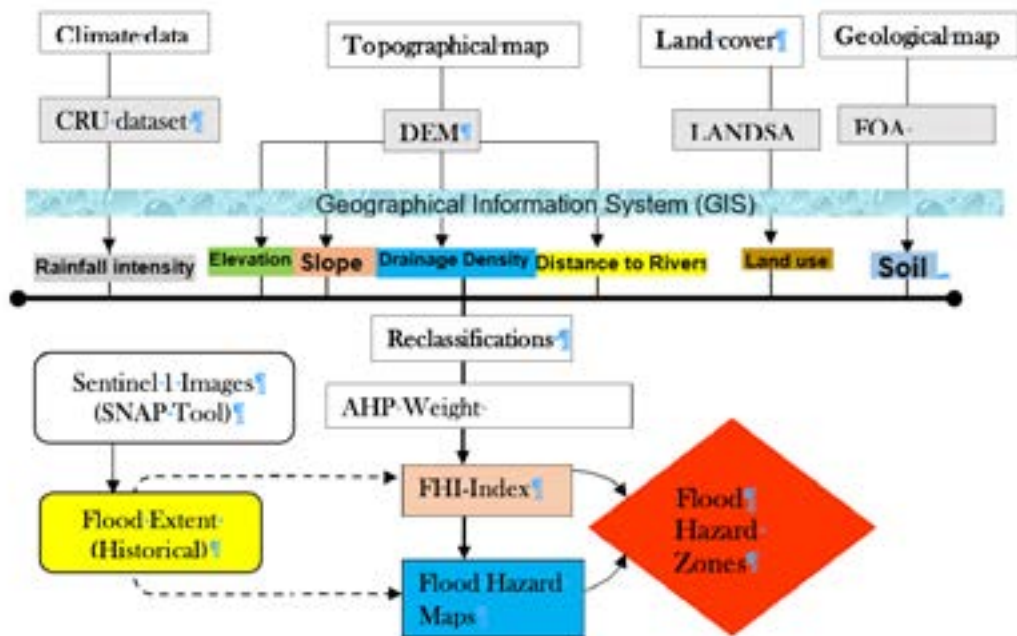 Climate data
Topographical map
Land cover¶
Geological map
CRU dataset¶
DEM¶
LANDSA
FOA
Geographical Information System (GIS)
Rainfall intensity
Elevation
Slope
Drainage Density
Distance to Rivers
Land use
Soil
Reclassifications¶
Sentinel 1 Images¶
(SNAP Tool)¶
AHP Weight
FHI-Index¶
Flood Extent
(Historical)¶
Flood¶
Hazard
Zones¶
Flood Hazard
Maps¶